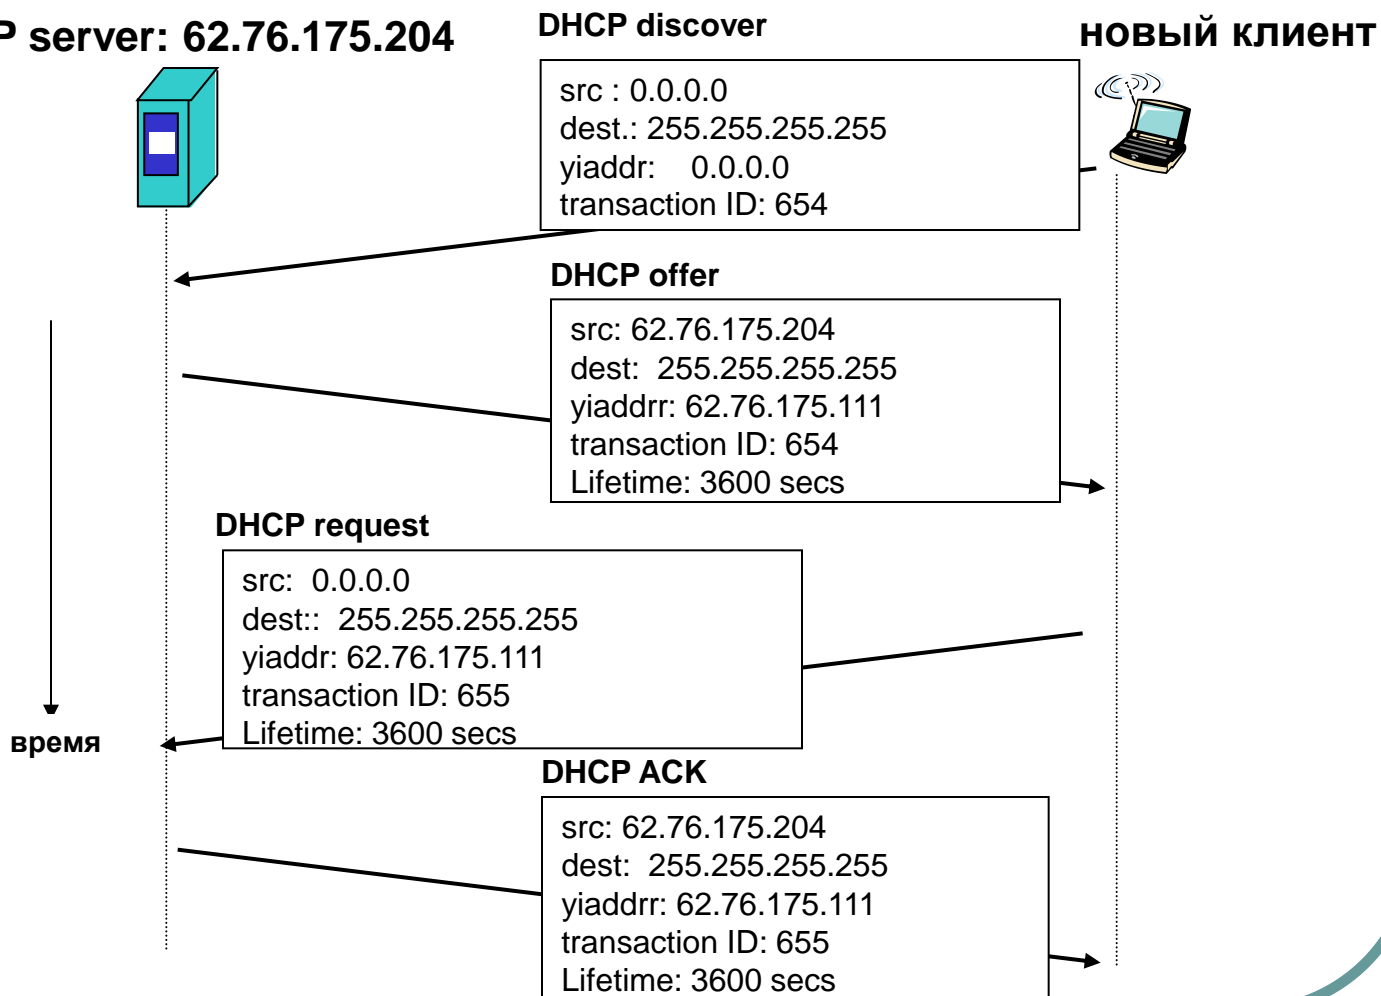 P server: 62.76.175.204
DHCP discover
новый клиент
src : 0.0.0.0
dest.: 255.255.255.255
yiaddr: 0.0.0.0
transaction ID: 654
DHCP offer
src: 62.76.175.204
dest: 255.255.255.255
yiaddrr: 62.76.175.111
transaction ID: 654
Lifetime: 3600 secs
DHCP request
src: 0.0.0.0
dest:: 255.255.255.255
yiaddr: 62.76.175.111
transaction ID: 655
Lifetime: 3600 secs
время
DHCP ACK
src: 62.76.175.204
dest: 255.255.255.255
yiaddrr: 62.76.175.111
transaction ID: 655
Lifetime: 3600 secs